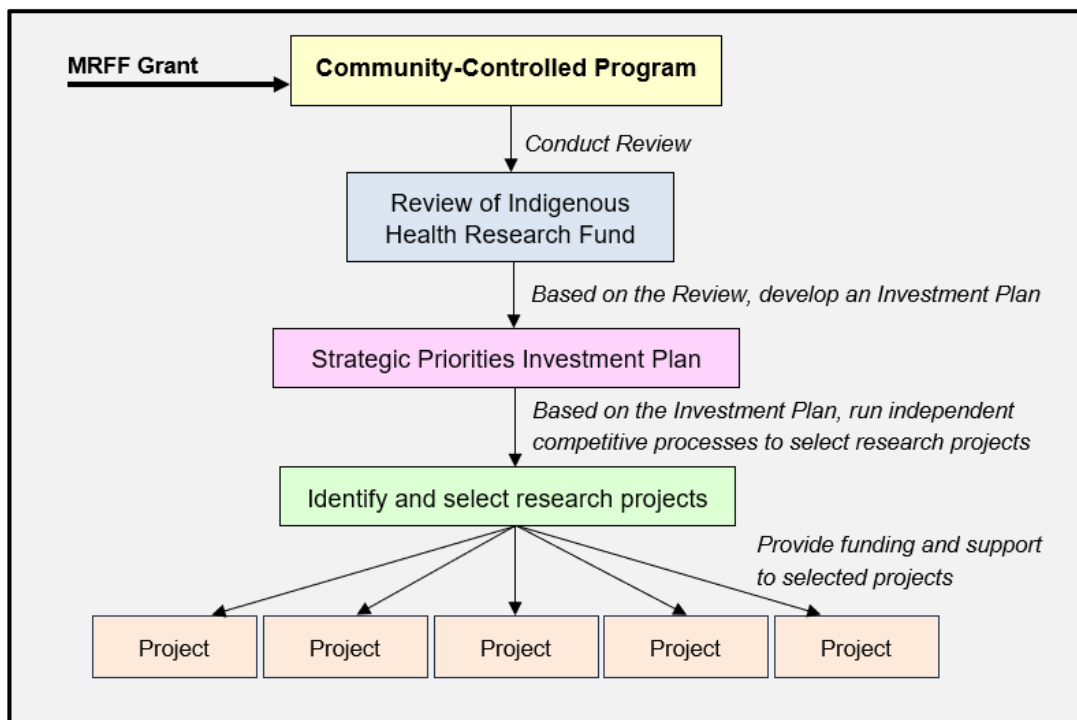 MRFF Grant
Community-Controlled Program
Conduct Review
Review of Indigenous
Health Research Fund
Based on the Review, develop an Investment Plan
Strategic Priorities Investment Plan
Based on the Investment Plan, run independent
competitive processes to select research projects
Identify and select research projects
Provide funding and support
to selected projects
Project
Project
Project
Project
Project